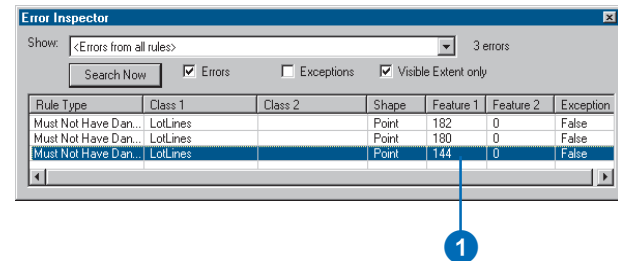 Error Inspector
Show: <Errors from all rules> 3 errors
Search Now Errors Exceptions Visible Extent only
Rule Type Class 1 Class 2 Shape Feature 1 Feature 2 Exception
Must Not Have Dan... LotLines Point 182 0 False
Must Not Have Dan... LotLines Point 180 0 False
Must Not Have Dan... LotLines Point 144 0 False
1